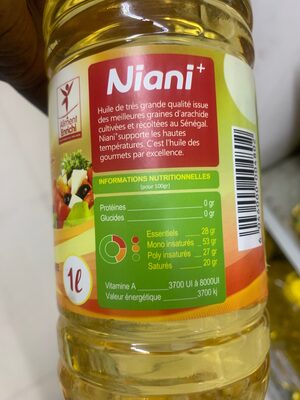 Niani+
Huile de trés grande qualité issue
des meilleures graines d'arachide
cultivées et récoltées au Sénégal.
Niani+ supporte les hautes
températures. C'est l'huile des
gourmets par excellence.
Aliment
enrichi
INFORMATIONS NUTRITIONNELLES
(pour 100gr)
Protéines 0 gr
Glucides 0 gr
Essentiels 28 gr
Mono insaturés 53 gr
Poly insaturés 27 gr
Saturés 20 gr
1ℓ
Vitamine A 3700 UI à 8000UI
Valeur énergétique 3700 kj